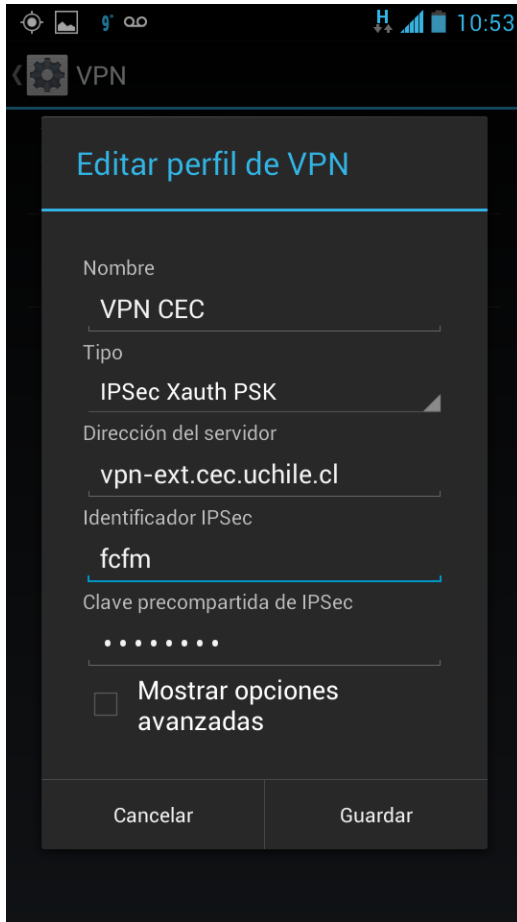 H 10:53
VPN
Editar perfil de VPN
Nombre
VPN CEC
Tipo
IPSec Xauth PSK
Dirección del servidor
vpn-ext.cec.uchile.cl
Identificador IPSec
fcfm
Clave precompartida de IPSec
••••••••
Mostrar opciones
avanzadas
Cancelar Guardar